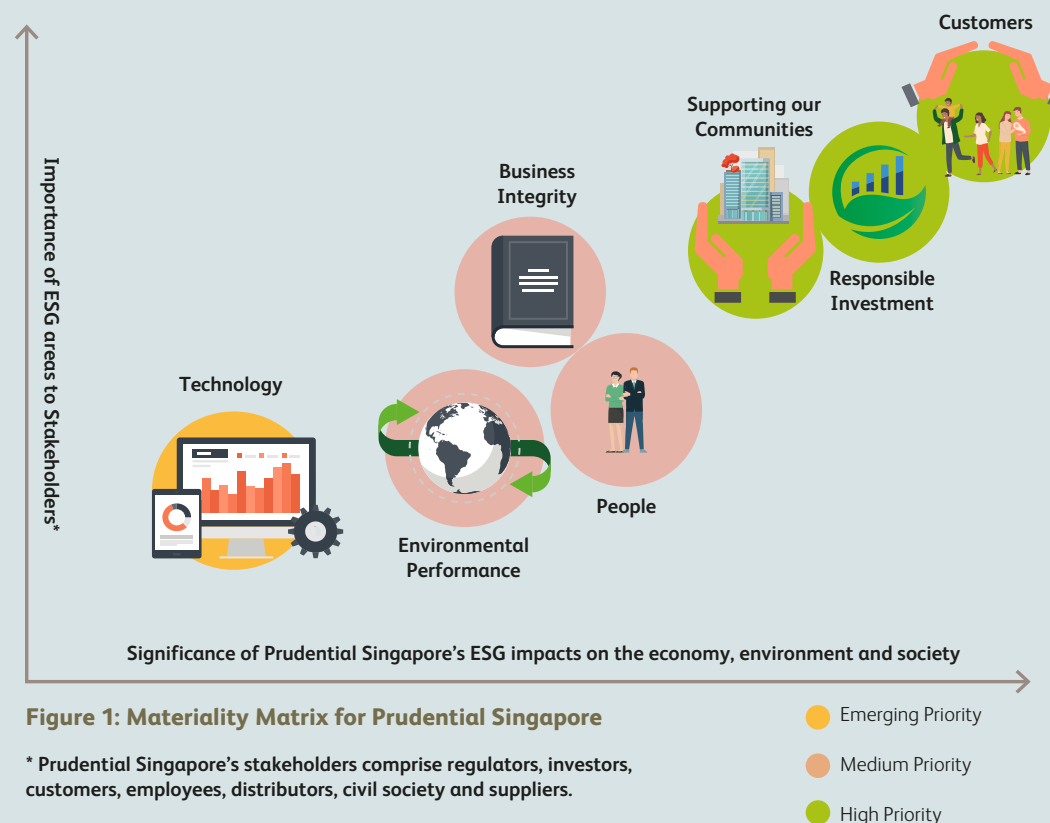 Customers
Supporting our
Communities
Business
Integrity
Responsible
Investment
Technology
People
Environmental
Performance
Importance of ESG areas to Stakeholders*
Significance of Prudential Singapore's ESG impacts on the economy, environment and society
Figure 1: Materiality Matrix for Prudential Singapore
* Prudential Singapore's stakeholders comprise regulators, investors,
customers, employees, distributors, civil society and suppliers.
Emerging Priority
Medium Priority
High Priority